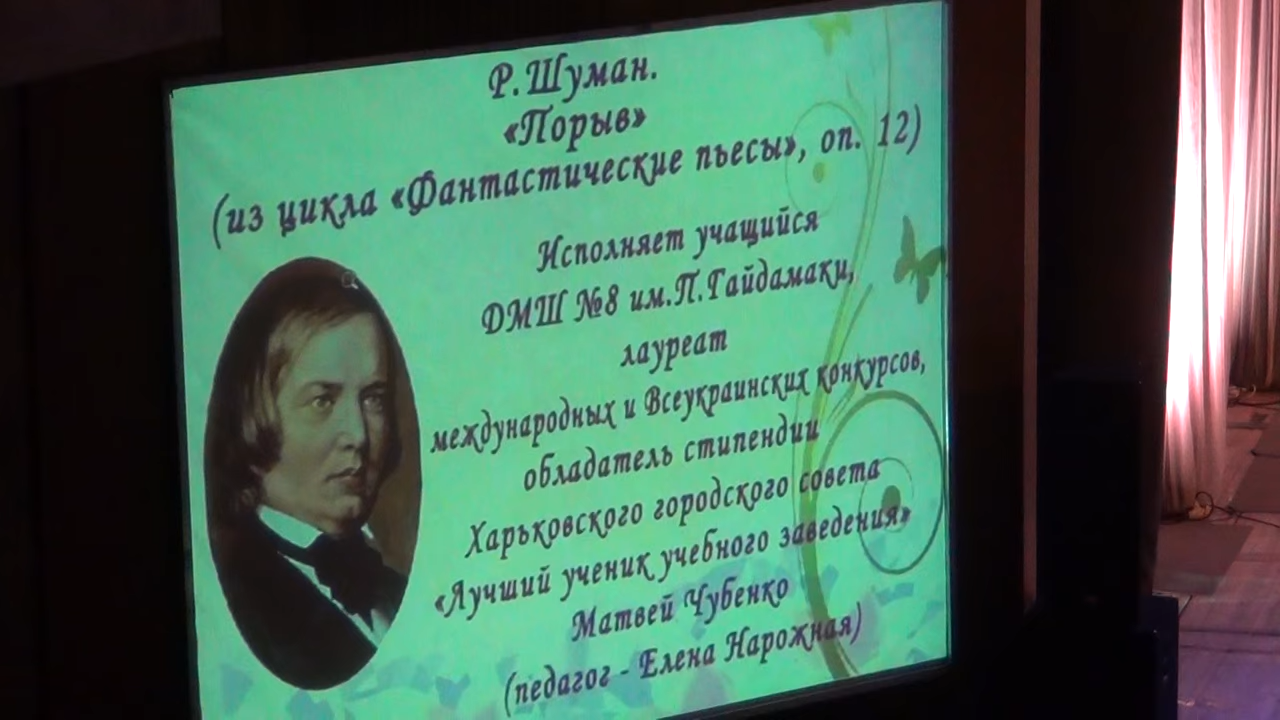 Р.Шуман.
«Порыв»
(из цикла «Фантастические пьесы», оп. 12)
Исполняет учащийся
ДМШ №8 им.П.Гайдамаки,
лауреат
международных и Всеукраинских конкурсов,
обладатель стипендии
Харьковского городского совета
«Лучший ученик учебного заведения»
Матвей Чубенко
(педагог - Елена Нарожная)